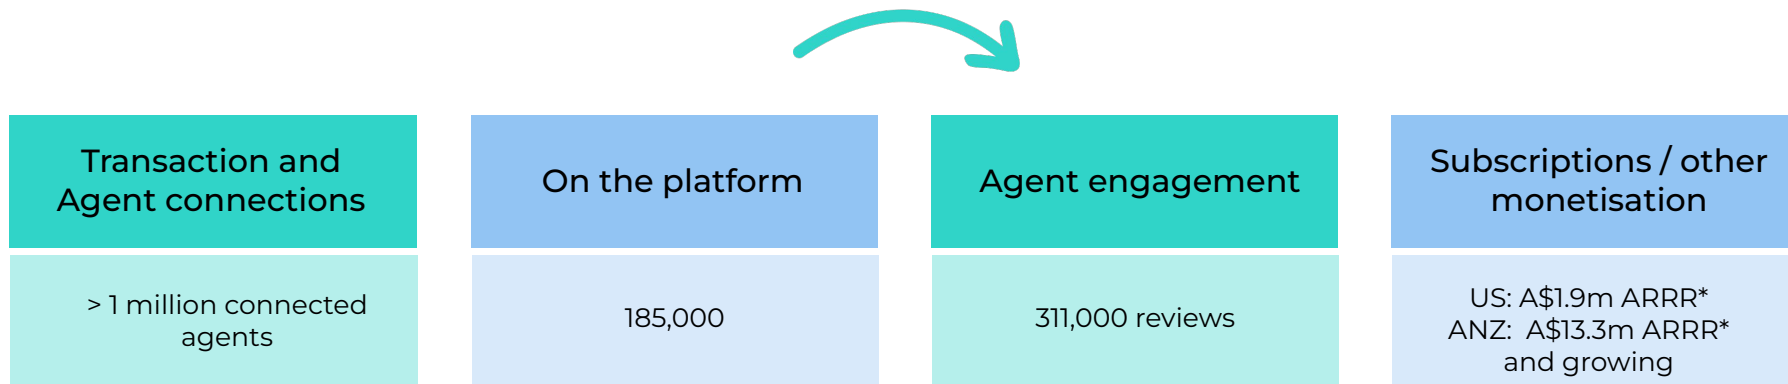 Transaction and
Agent connections
On the platform
Agent engagement
Subscriptions / other
monetisation
> 1 million connected
agents
185,000
311,000 reviews
US: A$1.9m ARRR*
ANZ: A$13.3m ARRR*
and growing